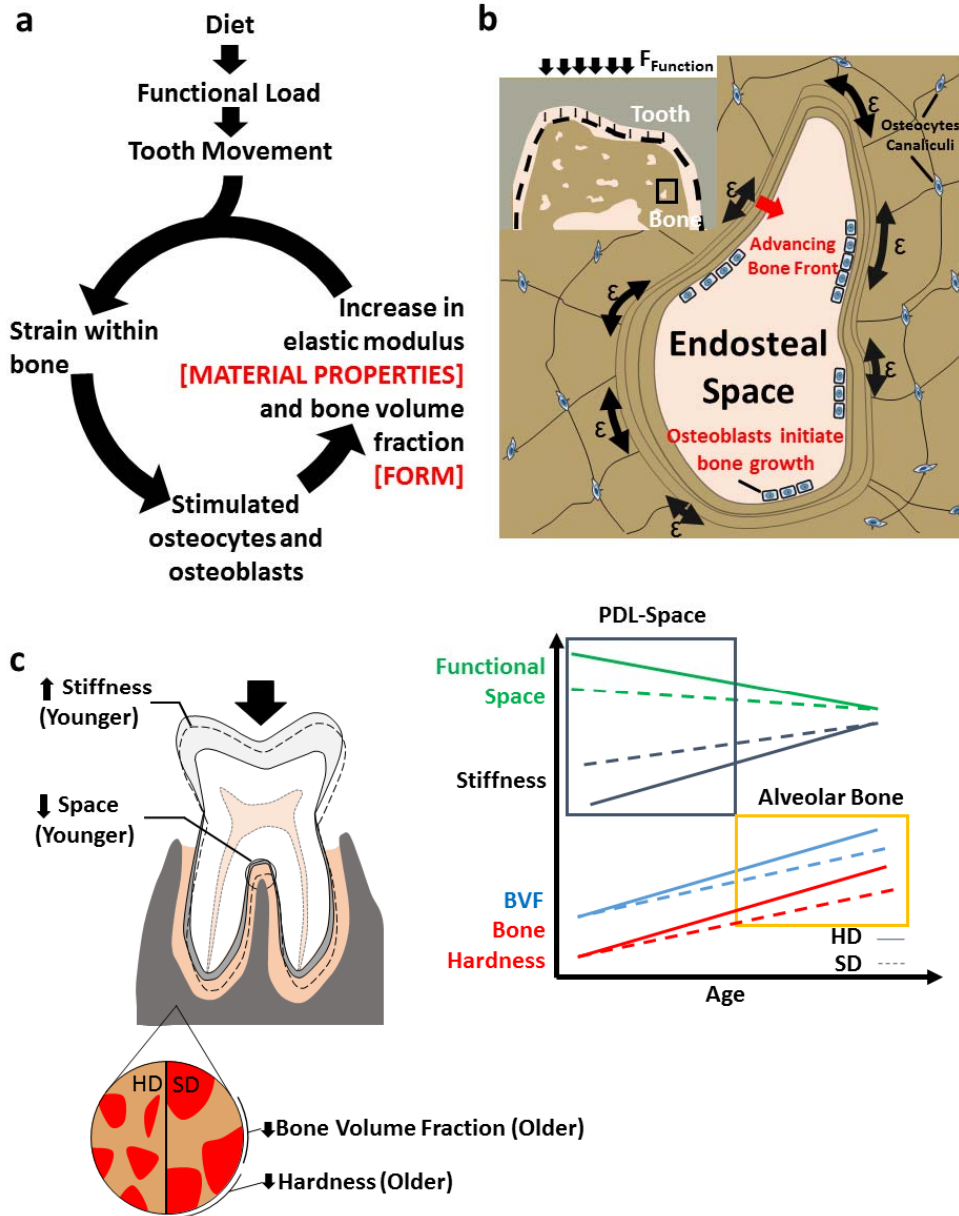 a
Diet
Functional Load
Tooth Movement
Strain within
bone
Increase in
elastic modulus
[MATERIAL PROPERTIES]
and bone volume
fraction
[FORM]
Stimulated
osteocytes and
osteoblasts
b
FFunction
Tooth
Bone
ε
Osteocytes
Canaliculi
ε
Advancing
Bone Front
ε
ε
Endosteal
Space
ε
ε
Osteoblasts initiate
bone growth
ε
c
Stiffness
(Younger)
Space
(Younger)
HD
SD
Bone Volume Fraction (Older)
Hardness (Older)
PDL-Space
Functional
Space
Stiffness
Alveolar Bone
BVF
Bone
Hardness
HD
SD
Age